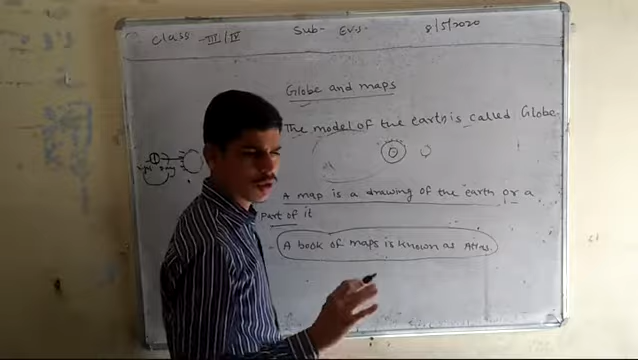 Class - III/IV Sub- EVS. 8/5/2020
Globe and maps
The model of the earth is called Globe.
A map is a drawing of the earth or a
Part of it
A book of maps is known as Atlas.